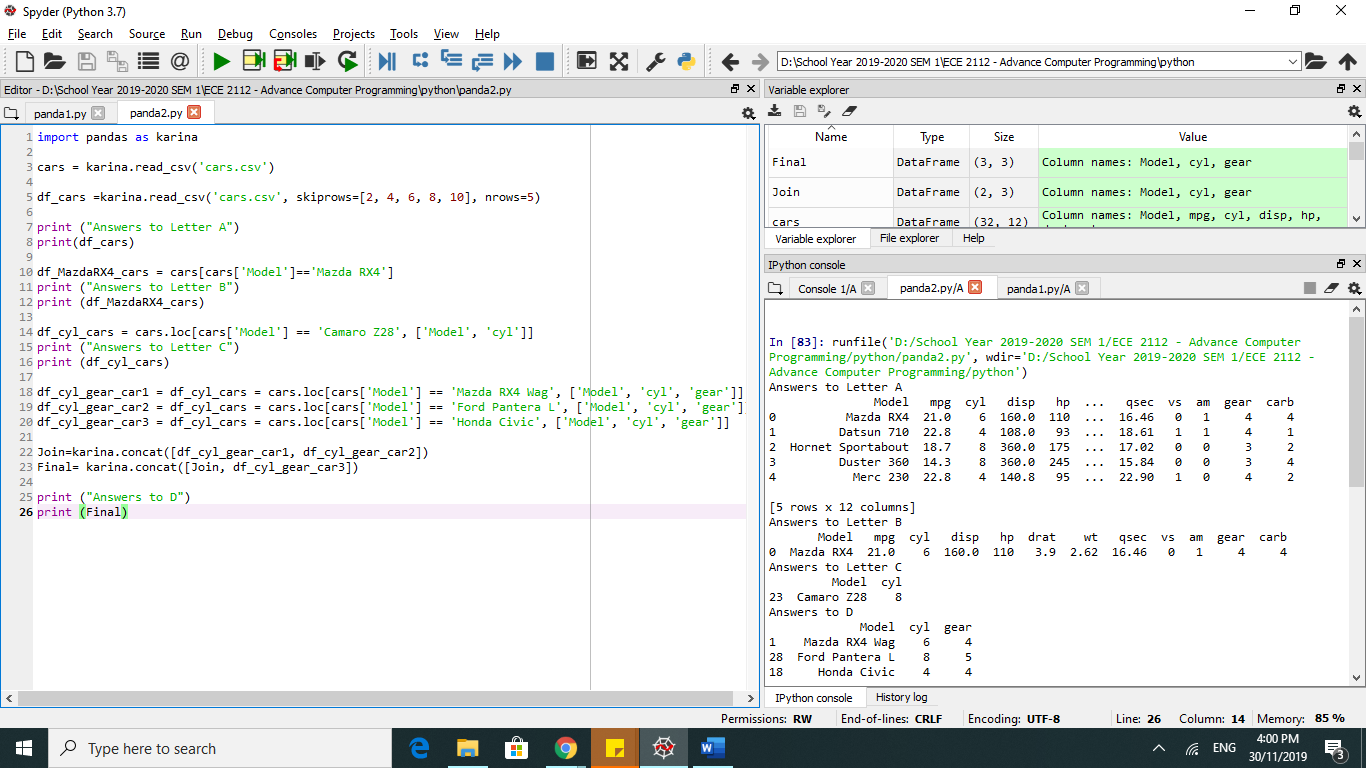 Spyder (Python 3.7)
File Edit Search Source Run Debug Consoles Projects Tools View Help
D:\School Year 2019-2020 SEM 1\ECE 2112 - Advance Computer Programming\python
Editor - D:\School Year 2019-2020 SEM 1\ECE 2112 - Advance Computer Programming\python\panda2.py
panda1.py panda2.py
1 import pandas as karina
2
3 cars = karina.read_csv('cars.csv')
4
5 df_cars =karina.read_csv('cars.csv', skiprows=[2, 4, 6, 8, 10], nrows=5)
6
7 print ("Answers to Letter A")
8 print(df_cars)
9
10 df_MazdaRX4_cars = cars[cars['Model']=='Mazda RX4']
11 print ("Answers to Letter B")
12 print (df_MazdaRX4_cars)
13
14 df_cyl_cars = cars.loc[cars['Model'] == 'Camaro Z28', ['Model', 'cyl']]
15 print ("Answers to Letter C")
16 print (df_cyl_cars)
17
18 df_cyl_gear_car1 = df_cyl_cars = cars.loc[cars['Model'] == 'Mazda RX4 Wag', ['Model', 'cyl', 'gear']]
19 df_cyl_gear_car2 = df_cyl_cars = cars.loc[cars['Model'] == 'Ford Pantera L', ['Model', 'cyl', 'gear']
20 df_cyl_gear_car3 = df_cyl_cars = cars.loc[cars['Model'] == 'Honda Civic', ['Model', 'cyl', 'gear']]
21
22 Join=karina.concat([df_cyl_gear_car1, df_cyl_gear_car2])
23 Final= karina.concat([Join, df_cyl_gear_car3])
24
25 print ("Answers to D")
26 print (Final)
Variable explorer
Name Type Size Value
Final DataFrame (3, 3) Column names: Model, cyl, gear
Join DataFrame (2, 3) Column names: Model, cyl, gear
cars DataFrame (32, 12) Column names: Model, mpg, cyl, disp, hp,
Variable explorer File explorer Help
IPython console
Console 1/A panda2.py/A panda1.py/A
In [83]: runfile('D:/School Year 2019-2020 SEM 1/ECE 2112 - Advance Computer
Programming/python/panda2.py', wdir='D:/School Year 2019-2020 SEM 1/ECE 2112 -
Advance Computer Programming/python')
Answers to Letter A
Model mpg cyl disp hp ... qsec vs am gear carb
0 Mazda RX4 21.0 6 160.0 110 ... 16.46 0 1 4 4
1 Datsun 710 22.8 4 108.0 93 ... 18.61 1 1 4 1
2 Hornet Sportabout 18.7 8 360.0 175 ... 17.02 0 0 3 2
3 Duster 360 14.3 8 360.0 245 ... 15.84 0 0 3 4
4 Merc 230 22.8 4 140.8 95 ... 22.90 1 0 4 2
[5 rows x 12 columns]
Answers to Letter B
Model mpg cyl disp hp drat wt qsec vs am gear carb
0 Mazda RX4 21.0 6 160.0 110 3.9 2.62 16.46 0 1 4 4
Answers to Letter C
Model cyl
23 Camaro Z28 8
Answers to D
Model cyl gear
1 Mazda RX4 Wag 6 4
28 Ford Pantera L 8 5
18 Honda Civic 4 4
IPython console History log
Permissions: RW End-of-lines: CRLF Encoding: UTF-8 Line: 26 Column: 14 Memory: 85 %
Type here to search
ENG
4:00 PM
30/11/2019
3